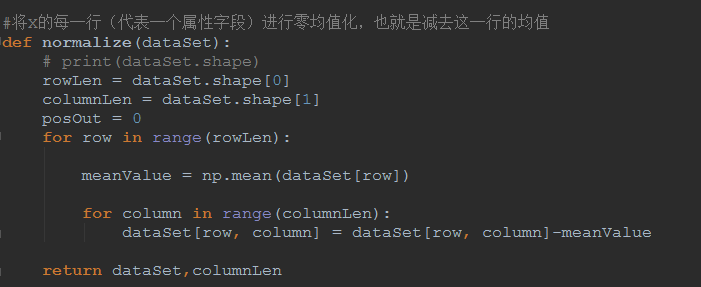 #将X的每一行（代表一个属性字段）进行零均值化，也就是减去这一行的均值
def normalize(dataSet):
# print(dataSet.shape)
rowLen = dataSet.shape[0]
columnLen = dataSet.shape[1]
posOut = 0
for row in range(rowLen):
meanValue = np.mean(dataSet[row])
for column in range(columnLen):
dataSet[row, column] = dataSet[row, column]-meanValue
return dataSet,columnLen